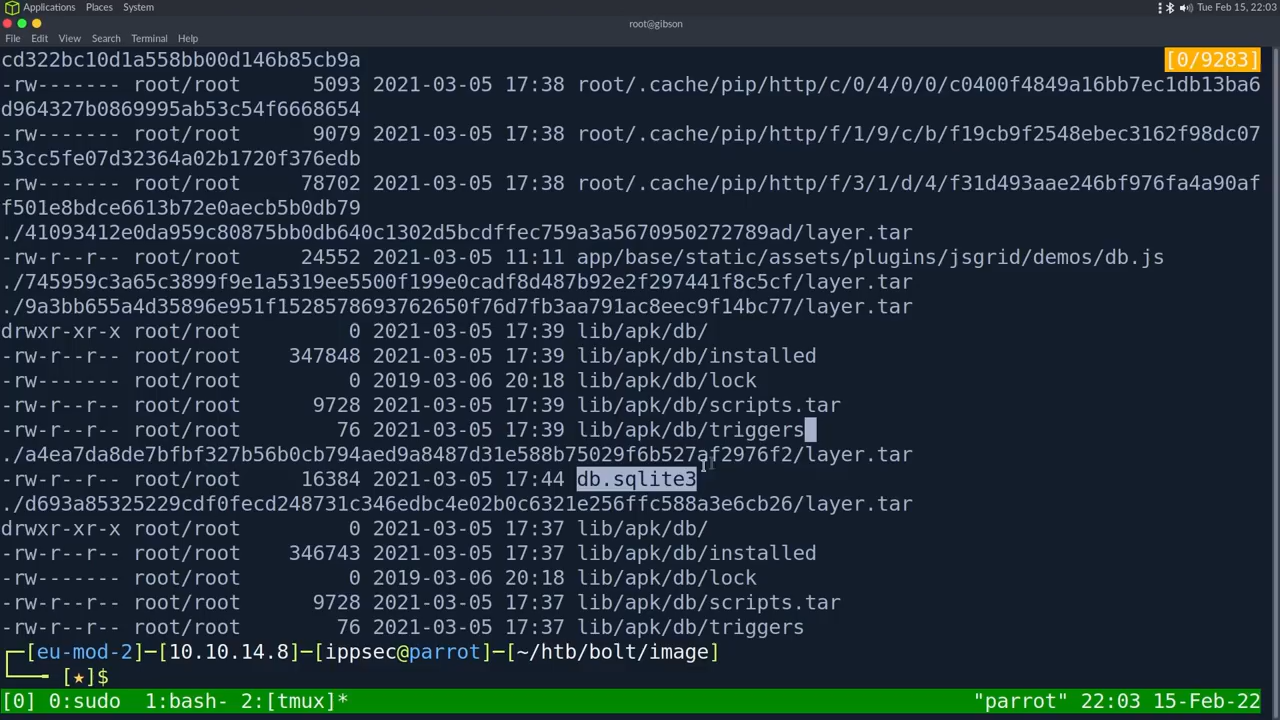 Applications Places System
Tue Feb 15, 22:03
root@gibson
File Edit View Search Terminal Help
cd322bc10d1a558bb00d146b85cb9a
[0/9283]
-rw------- root/root 5093 2021-03-05 17:38 root/.cache/pip/http/c/0/4/0/0/c0400f4849a16bb7ec1db13ba6
d964327b0869995ab53c54f6668654
-rw------- root/root 9079 2021-03-05 17:38 root/.cache/pip/http/f/1/9/c/b/f19cb9f2548ebec3162f98dc07
53cc5fe07d32364a02b1720f376edb
-rw------- root/root 78702 2021-03-05 17:38 root/.cache/pip/http/f/3/1/d/4/f31d493aae246bf976fa4a90af
f501e8bdce6613b72e0aecb5b0db79
./41093412e0da959c80875bb0db640c1302d5bcdffec759a3a5670950272789ad/layer.tar
-rw-r--r-- root/root 24552 2021-03-05 11:11 app/base/static/assets/plugins/jsgrid/demos/db.js
./745959c3a65c3899f9e1a5319ee5500f199e0cadf8d487b92e2f297441f8c5cf/layer.tar
./9a3bb655a4d35896e951f1528578693762650f76d7fb3aa791ac8eec9f14bc77/layer.tar
drwxr-xr-x root/root 0 2021-03-05 17:39 lib/apk/db/
-rw-r--r-- root/root 347848 2021-03-05 17:39 lib/apk/db/installed
-rw------- root/root 0 2019-03-06 20:18 lib/apk/db/lock
-rw-r--r-- root/root 9728 2021-03-05 17:39 lib/apk/db/scripts.tar
-rw-r--r-- root/root 76 2021-03-05 17:39 lib/apk/db/triggers
./a4ea7da8de7bfbf327b56b0cb794aed9a8487d31e588b75029f6b527af2976f2/layer.tar
-rw-r--r-- root/root 16384 2021-03-05 17:44 db.sqlite3
./d693a85325229cdf0fecd248731c346edbc4e02b0c6321e256ffc588a3e6cb26/layer.tar
drwxr-xr-x root/root 0 2021-03-05 17:37 lib/apk/db/
-rw-r--r-- root/root 346743 2021-03-05 17:37 lib/apk/db/installed
-rw------- root/root 0 2019-03-06 20:18 lib/apk/db/lock
-rw-r--r-- root/root 9728 2021-03-05 17:37 lib/apk/db/scripts.tar
-rw-r--r-- root/root 76 2021-03-05 17:37 lib/apk/db/triggers
┌─[eu-mod-2]─[10.10.14.8]─[ippsec@parrot]─[~/htb/bolt/image]
└── [★]$
[0] 0:sudo 1:bash- 2:[tmux]* "parrot" 22:03 15-Feb-22